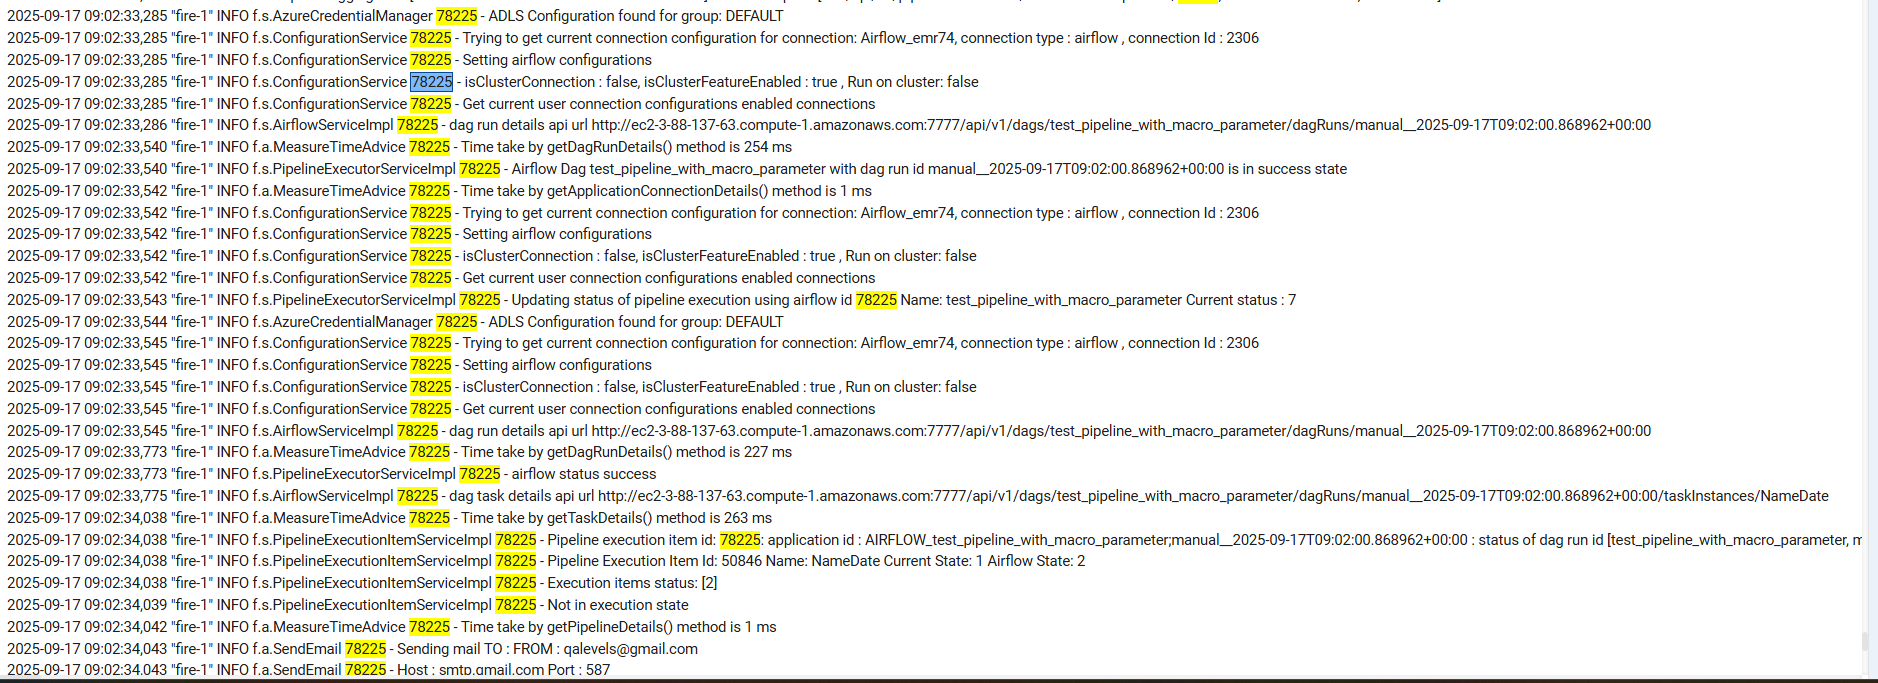 2025-09-17 09:02:33,285 "fire-1" INFO f.s.AzureCredentialManager 78225 - ADLS Configuration found for group: DEFAULT
2025-09-17 09:02:33,285 "fire-1" INFO f.s.ConfigurationService 78225 - Trying to get current connection configuration for connection: Airflow_emr74, connection type : airflow , connection Id : 2306
2025-09-17 09:02:33,285 "fire-1" INFO f.s.ConfigurationService 78225 - Setting airflow configurations
2025-09-17 09:02:33,285 "fire-1" INFO f.s.ConfigurationService 78225 - isClusterConnection : false, isClusterFeatureEnabled : true , Run on cluster: false
2025-09-17 09:02:33,285 "fire-1" INFO f.s.ConfigurationService 78225 - Get current user connection configurations enabled connections
2025-09-17 09:02:33,286 "fire-1" INFO f.s.AirflowServiceImpl 78225 - dag run details api url http://ec2-3-88-137-63.compute-1.amazonaws.com:7777/api/v1/dags/test_pipeline_with_macro_parameter/dagRuns/manual__2025-09-17T09:02:00.868962+00:00
2025-09-17 09:02:33,540 "fire-1" INFO f.a.MeasureTimeAdvice 78225 - Time take by getDagRunDetails() method is 254 ms
2025-09-17 09:02:33,540 "fire-1" INFO f.s.PipelineExecutorServiceImpl 78225 - Airflow Dag test_pipeline_with_macro_parameter with dag run id manual__2025-09-17T09:02:00.868962+00:00 is in success state
2025-09-17 09:02:33,542 "fire-1" INFO f.a.MeasureTimeAdvice 78225 - Time take by getApplicationConnectionDetails() method is 1 ms
2025-09-17 09:02:33,542 "fire-1" INFO f.s.ConfigurationService 78225 - Trying to get current connection configuration for connection: Airflow_emr74, connection type : airflow , connection Id : 2306
2025-09-17 09:02:33,542 "fire-1" INFO f.s.ConfigurationService 78225 - Setting airflow configurations
2025-09-17 09:02:33,542 "fire-1" INFO f.s.ConfigurationService 78225 - isClusterConnection : false, isClusterFeatureEnabled : true , Run on cluster: false
2025-09-17 09:02:33,542 "fire-1" INFO f.s.ConfigurationService 78225 - Get current user connection configurations enabled connections
2025-09-17 09:02:33,543 "fire-1" INFO f.s.PipelineExecutorServiceImpl 78225 - Updating status of pipeline execution using airflow id 78225 Name: test_pipeline_with_macro_parameter Current status : 7
2025-09-17 09:02:33,544 "fire-1" INFO f.s.AzureCredentialManager 78225 - ADLS Configuration found for group: DEFAULT
2025-09-17 09:02:33,545 "fire-1" INFO f.s.ConfigurationService 78225 - Trying to get current connection configuration for connection: Airflow_emr74, connection type : airflow , connection Id : 2306
2025-09-17 09:02:33,545 "fire-1" INFO f.s.ConfigurationService 78225 - Setting airflow configurations
2025-09-17 09:02:33,545 "fire-1" INFO f.s.ConfigurationService 78225 - isClusterConnection : false, isClusterFeatureEnabled : true , Run on cluster: false
2025-09-17 09:02:33,545 "fire-1" INFO f.s.ConfigurationService 78225 - Get current user connection configurations enabled connections
2025-09-17 09:02:33,545 "fire-1" INFO f.s.AirflowServiceImpl 78225 - dag run details api url http://ec2-3-88-137-63.compute-1.amazonaws.com:7777/api/v1/dags/test_pipeline_with_macro_parameter/dagRuns/manual__2025-09-17T09:02:00.868962+00:00
2025-09-17 09:02:33,773 "fire-1" INFO f.a.MeasureTimeAdvice 78225 - Time take by getDagRunDetails() method is 227 ms
2025-09-17 09:02:33,773 "fire-1" INFO f.s.PipelineExecutorServiceImpl 78225 - airflow status success
2025-09-17 09:02:33,775 "fire-1" INFO f.s.AirflowServiceImpl 78225 - dag task details api url http://ec2-3-88-137-63.compute-1.amazonaws.com:7777/api/v1/dags/test_pipeline_with_macro_parameter/dagRuns/manual__2025-09-17T09:02:00.868962+00:00/taskInstances/NameDate
2025-09-17 09:02:34,038 "fire-1" INFO f.a.MeasureTimeAdvice 78225 - Time take by getTaskDetails() method is 263 ms
2025-09-17 09:02:34,038 "fire-1" INFO f.s.PipelineExecutionItemServiceImpl 78225 - Pipeline execution item id: 78225: application id : AIRFLOW_test_pipeline_with_macro_parameter;manual__2025-09-17T09:02:00.868962+00:00 : status of dag run id [test_pipeline_with_macro_parameter, m
2025-09-17 09:02:34,038 "fire-1" INFO f.s.PipelineExecutionItemServiceImpl 78225 - Pipeline Execution Item Id: 50846 Name: NameDate Current State: 1 Airflow State: 2
2025-09-17 09:02:34,038 "fire-1" INFO f.s.PipelineExecutionItemServiceImpl 78225 - Execution items status: [2]
2025-09-17 09:02:34,039 "fire-1" INFO f.s.PipelineExecutionItemServiceImpl 78225 - Not in execution state
2025-09-17 09:02:34,042 "fire-1" INFO f.a.MeasureTimeAdvice 78225 - Time take by getPipelineDetails() method is 1 ms
2025-09-17 09:02:34,043 "fire-1" INFO f.a.SendEmail 78225 - Sending mail TO : FROM : qalevels@gmail.com
2025-09-17 09:02:34,043 "fire-1" INFO f.a.SendEmail 78225 - Host : smtp.gmail.com Port : 587